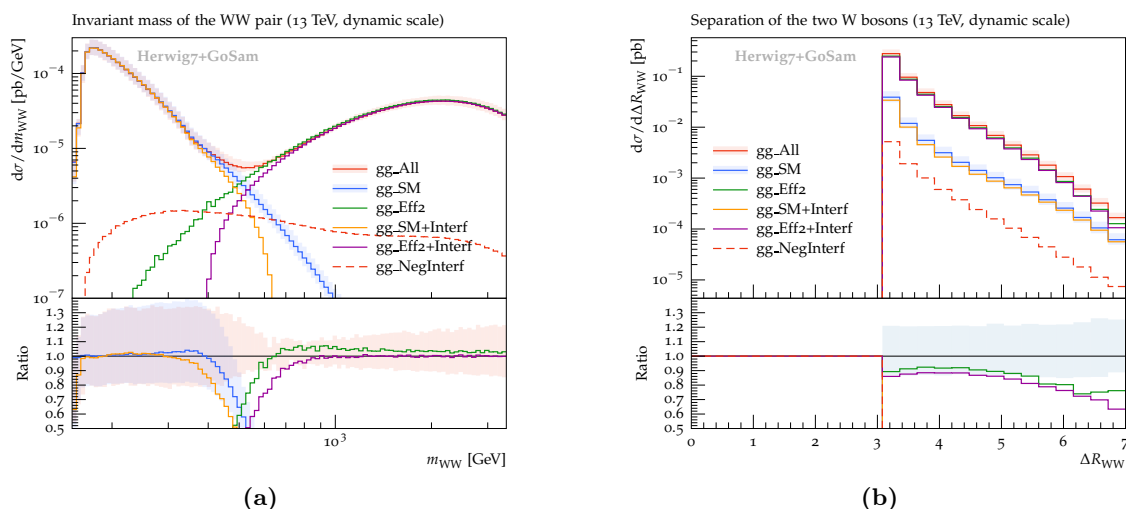 Invariant mass of the WW pair (13 TeV, dynamic scale)
Herwig7+GoSam
dσ/dm_WW [pb/GeV]
10^−4
10^−5
10^−6
10^−7
gg_All
gg_SM
gg_Eff2
gg_SM+Interf
gg_Eff2+Interf
gg_NegInterf
Ratio
1.3
1.2
1.1
1.0
0.9
0.8
0.7
0.6
0.5
10^3
m_WW [GeV]
(a)
Separation of the two W bosons (13 TeV, dynamic scale)
Herwig7+GoSam
dσ/dΔR_WW [pb]
10^−1
10^−2
10^−3
10^−4
gg_All
gg_SM
gg_Eff2
gg_SM+Interf
gg_Eff2+Interf
gg_NegInterf
Ratio
1.3
1.2
1.1
1.0
0.9
0.8
0.7
0.6
0.5
0 1 2 3 4 5 6 7
ΔR_WW
(b)